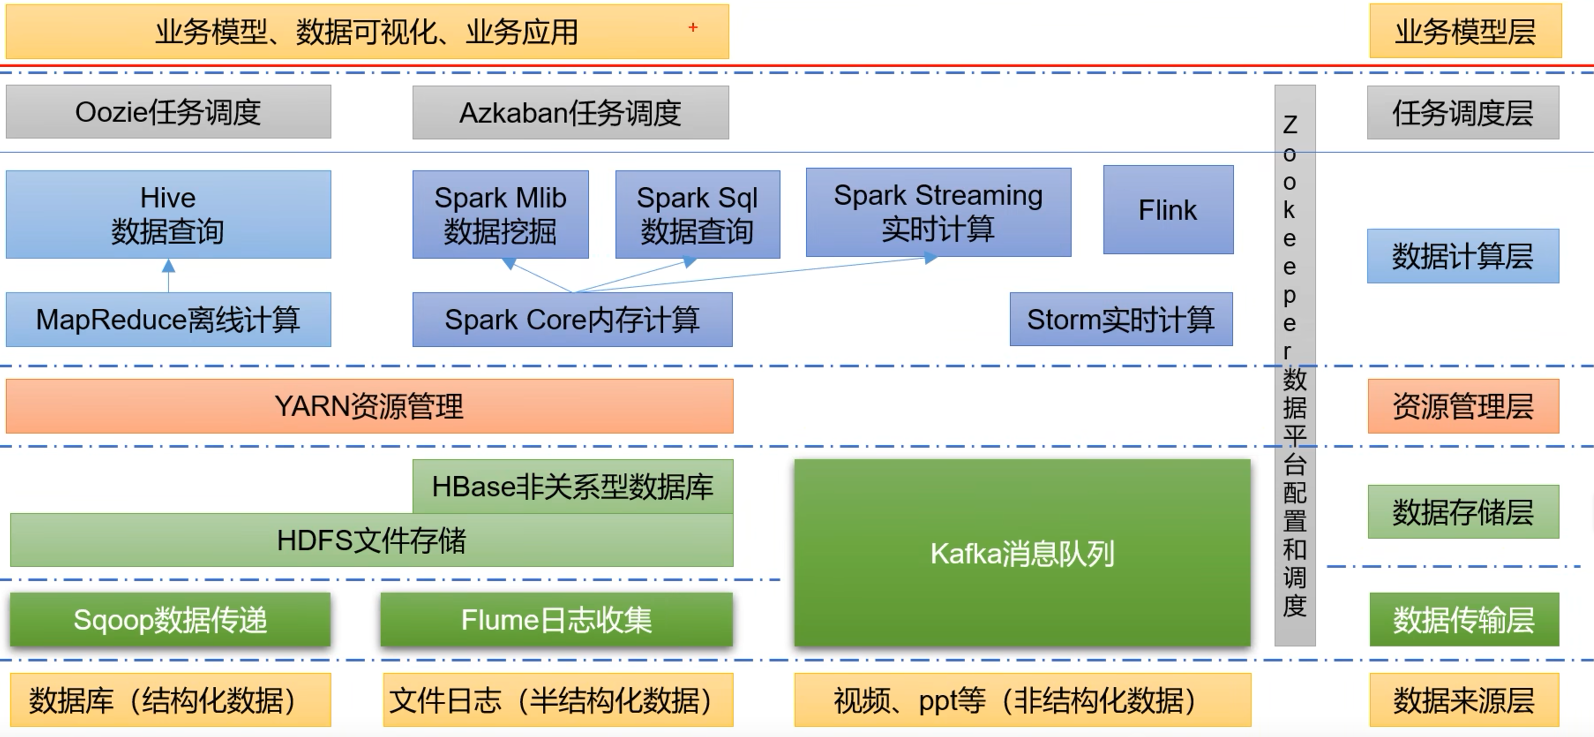 业务模型、数据可视化、业务应用
业务模型层
Oozie任务调度
Azkaban任务调度
任务调度层
Hive
数据查询
Spark Mlib
数据挖掘
Spark Sql
数据查询
Spark Streaming
实时计算
Flink
数据计算层
MapReduce离线计算
Spark Core内存计算
Storm实时计算
Zookeeper数据平台配置和调度
YARN资源管理
资源管理层
HBase非关系型数据库
HDFS文件存储
Kafka消息队列
数据存储层
Sqoop数据传递
Flume日志收集
数据传输层
数据库（结构化数据）
文件日志（半结构化数据）
视频、ppt等（非结构化数据）
数据来源层